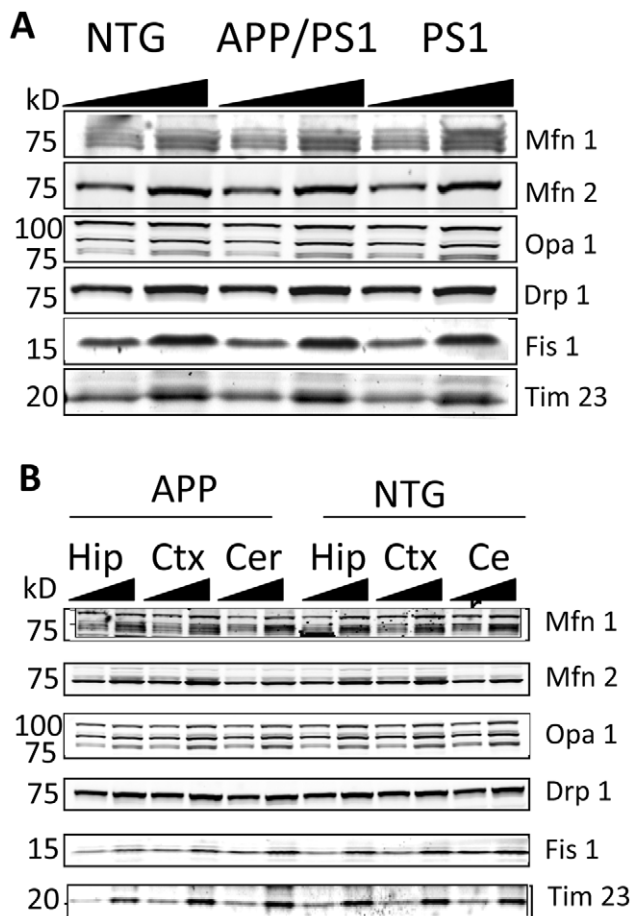 A
NTG APP/PS1 PS1
kD
75 Mfn 1
75 Mfn 2
100
75 Opa 1
75 Drp 1
15 Fis 1
20 Tim 23
B
APP NTG
Hip Ctx Cer Hip Ctx Ce
r
kD
75 Mfn 1
75 Mfn 2
100
75 Opa 1
75 Drp 1
15 Fis 1
20 Tim 23